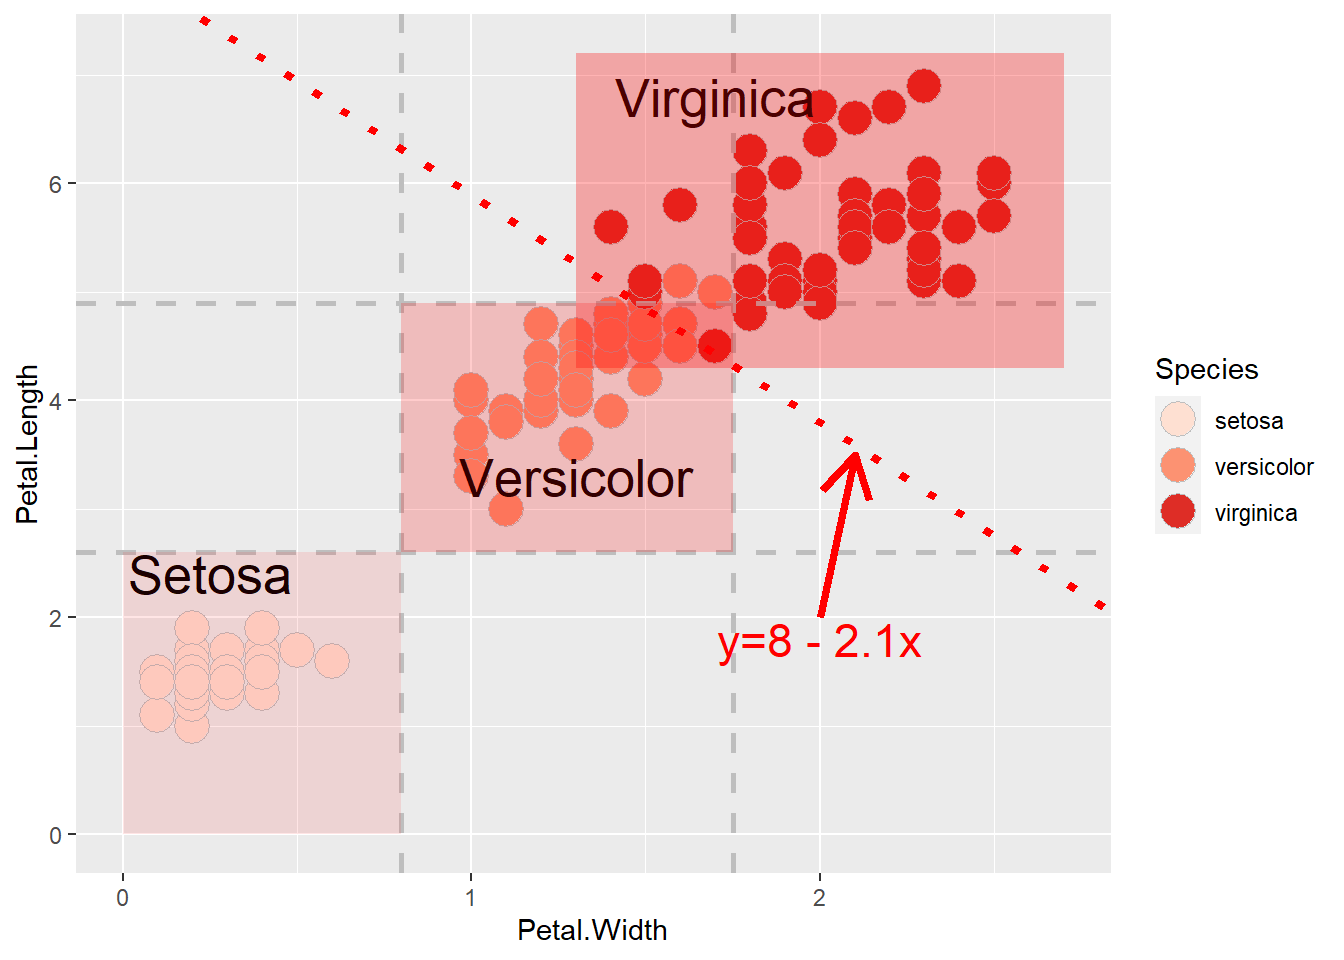 Virginica
Versicolor
Setosa
y=8 - 2.1x
6
4
2
0
0
1
2
Petal.Width
Petal.Length
Species
setosa
versicolor
virginica